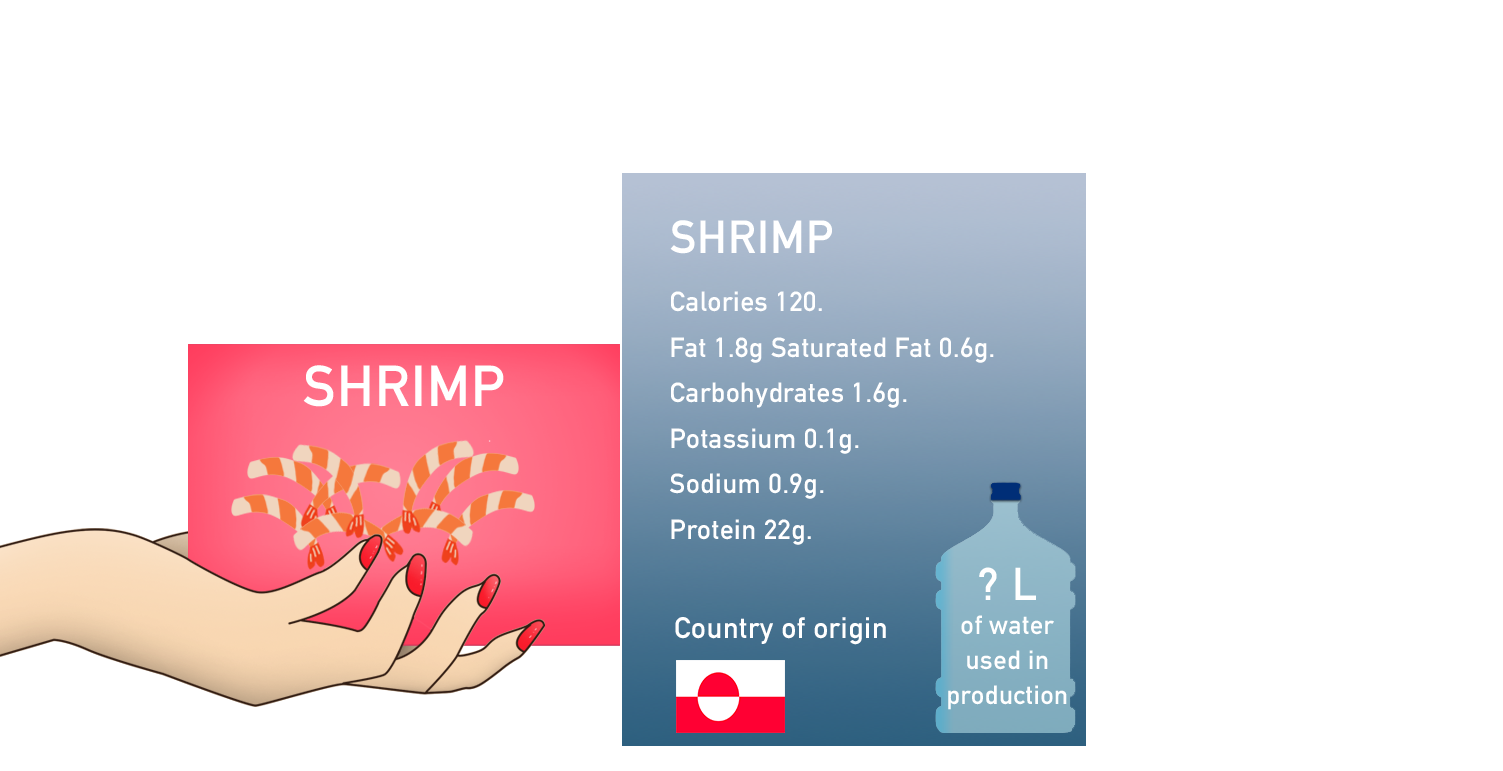 SHRIMP
SHRIMP
Calories 120.
Fat 1.8g Saturated Fat 0.6g.
Carbohydrates 1.6g.
Potassium 0.1g.
Sodium 0.9g.
Protein 22g.
Country of origin
? L
of water
used in
production